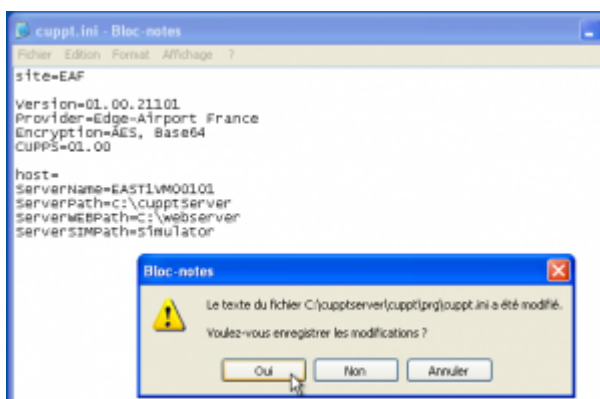 cuppt.ini - Bloc-notes
Fichier Edition Format Affichage ?
site=EAF
Version=01.00.21101
Provider=Edge-Airport France
Encryption=AES, Base64
CUPPS=01.00
host=
ServerName=EAST1VM00101
ServerPath=c:\cupptServer
ServerWEBPath=C:\webserver
ServerSIMPath=Simulator
Bloc-notes
Le texte du fichier C:\cupptserver\cuppt\prg\cuppt.ini a été modifié.
Voulez-vous enregistrer les modifications ?
Oui Non Annuler